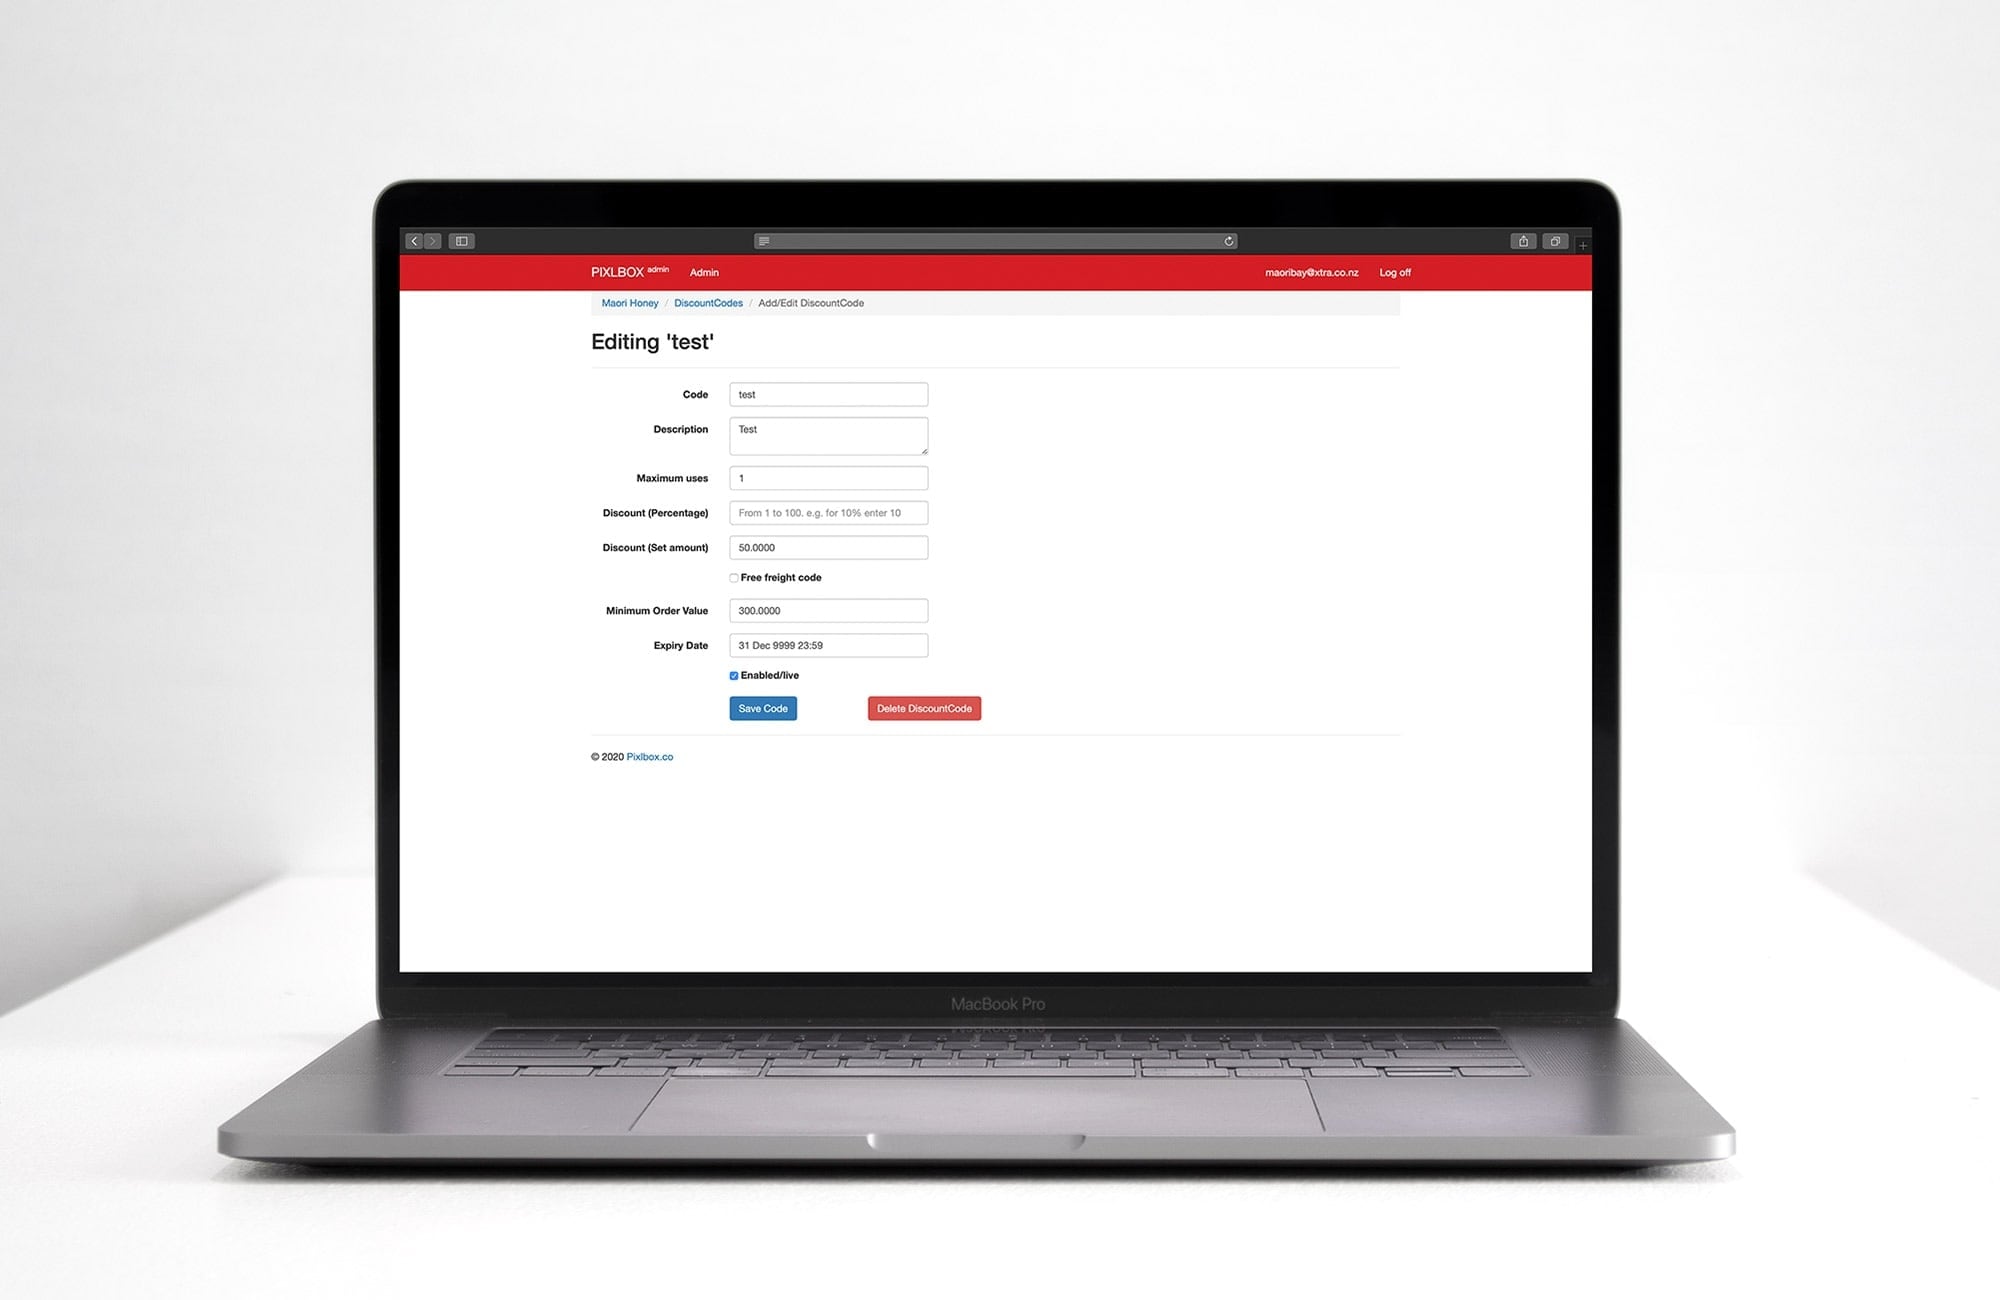 PIXLBOX admin Admin maoribay@xtra.co.nz Log off
Maori Honey / DiscountCodes / Add/Edit DiscountCode
Editing 'test'
Code test
Description Test
Maximum uses 1
Discount (Percentage) From 1 to 100. e.g. for 10% enter 10
Discount (Set amount) 50.0000
Free freight code
Minimum Order Value 300.0000
Expiry Date 31 Dec 9999 23:59
Enabled/live
Save Code Delete DiscountCode
© 2020 Pixlbox.co
MacBook Pro